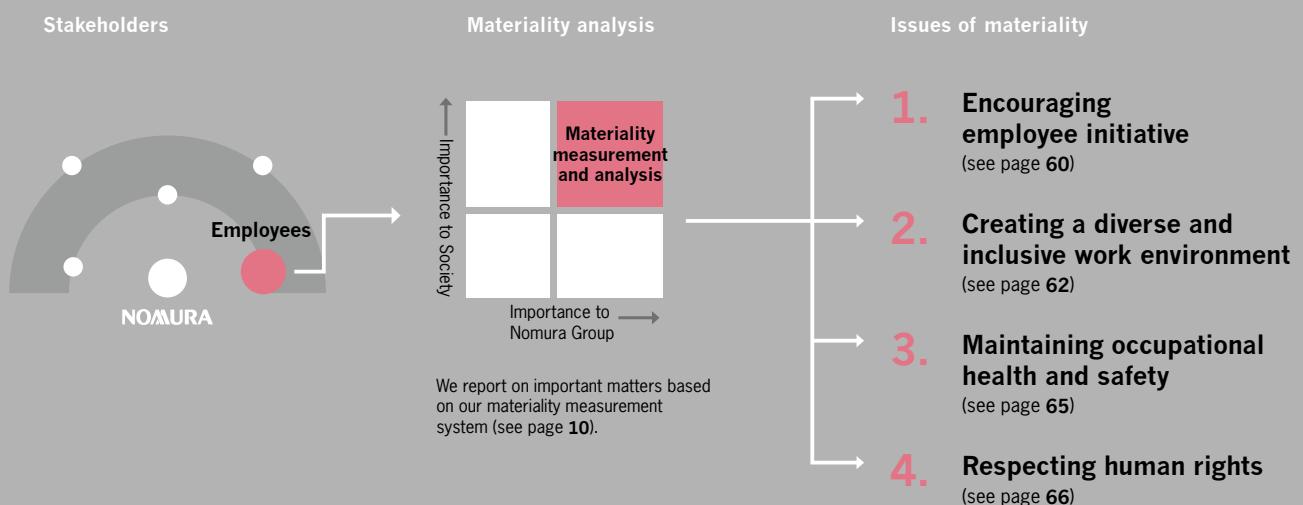 Stakeholders
Employees
NOMURA
Materiality analysis
Importance to Society
Materiality
measurement
and analysis
Importance to
Nomura Group
We report on important matters based
on our materiality measurement
system (see page 10).
Issues of materiality
1. Encouraging
employee initiative
(see page 60)
2. Creating a diverse and
inclusive work environment
(see page 62)
3. Maintaining occupational
health and safety
(see page 65)
4. Respecting human rights
(see page 66)